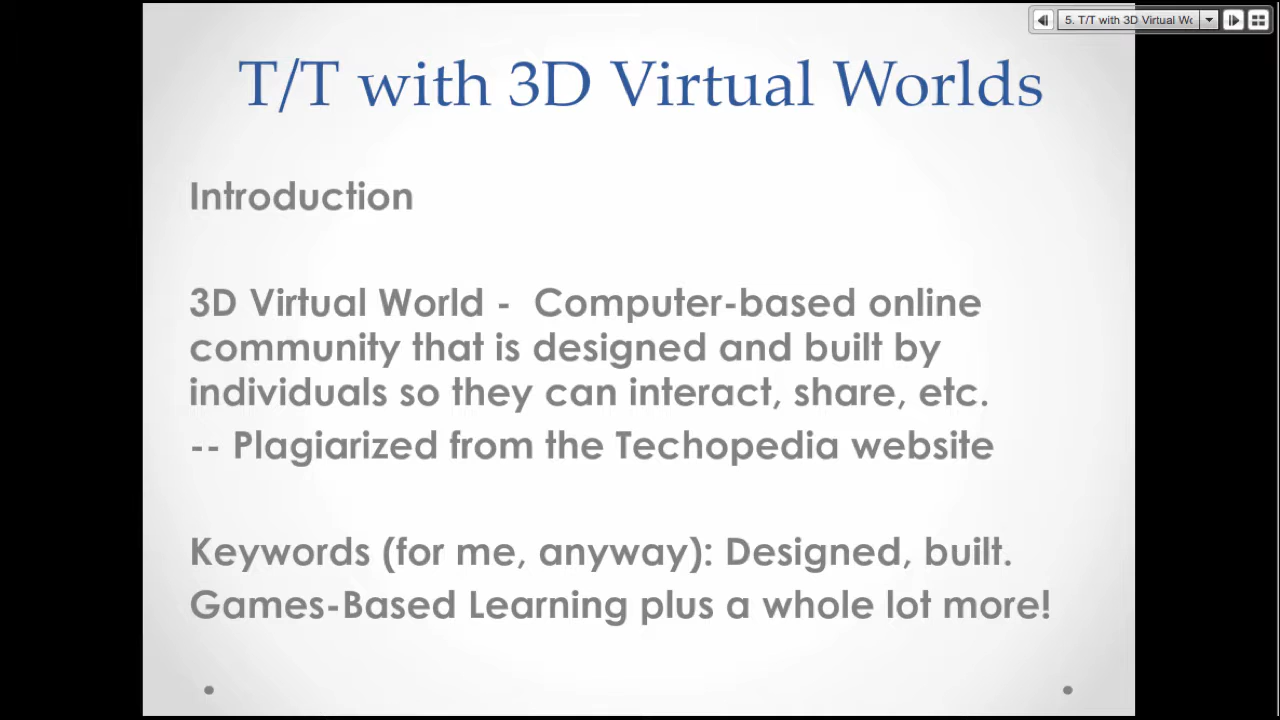 5. T/T with 3D Virtual Wo
T/T with 3D Virtual Worlds
Introduction
3D Virtual World - Computer-based online
community that is designed and built by
individuals so they can interact, share, etc.
-- Plagiarized from the Techopedia website
Keywords (for me, anyway): Designed, built.
Games-Based Learning plus a whole lot more!